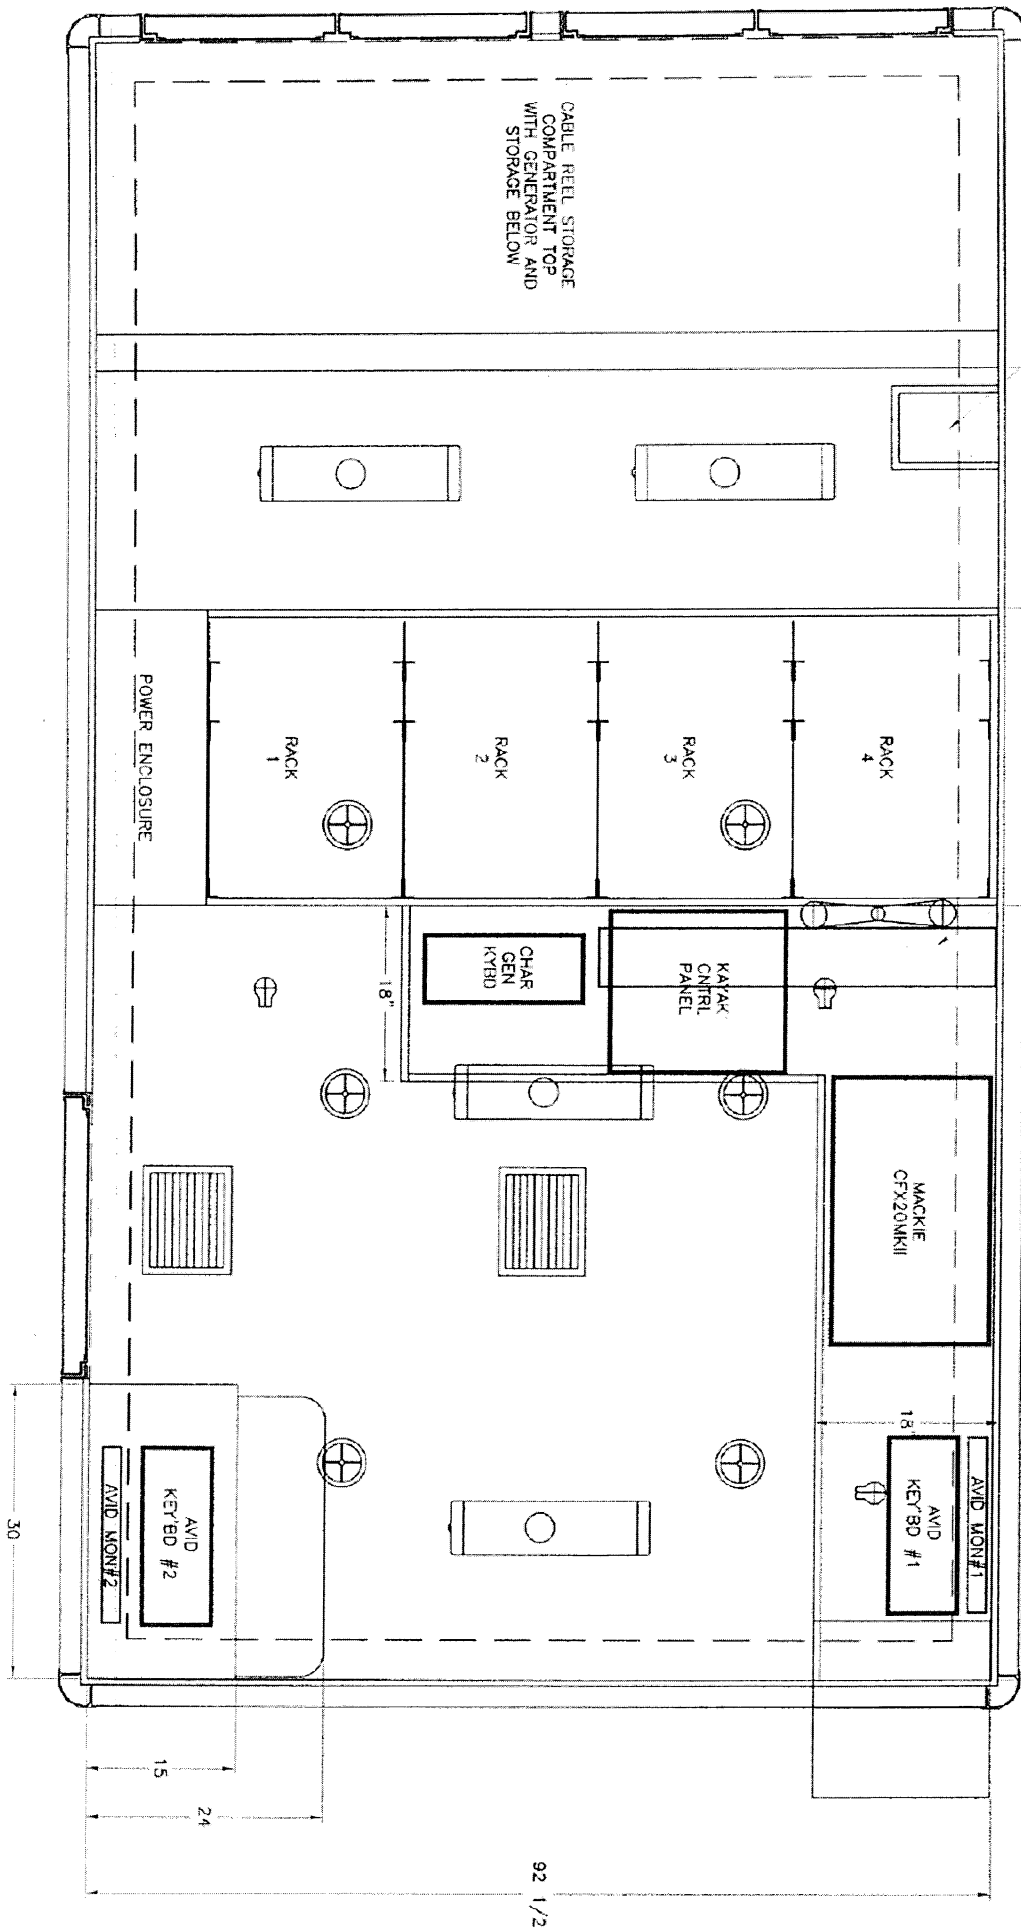 CABLE REEL STORAGE
COMPARTMENT TOP
WITH GENERATOR AND
STORAGE BELOW
POWER ENCLOSURE
RACK
1
RACK
2
RACK
3
RACK
4
CHAR
GEN
KYBD
KAYAK
CNTRL
PANEL
18"
MACKIE
CFX20MKII
18"
AVID
KEY'BD #1
AVID MON#1
AVID
KEY'BD #2
AVID MON#2
30
15
24
92 1/2